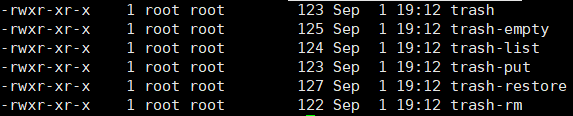 -rwxr-xr-x 1 root root 123 Sep 1 19:12 trash
-rwxr-xr-x 1 root root 125 Sep 1 19:12 trash-empty
-rwxr-xr-x 1 root root 124 Sep 1 19:12 trash-list
-rwxr-xr-x 1 root root 123 Sep 1 19:12 trash-put
-rwxr-xr-x 1 root root 127 Sep 1 19:12 trash-restore
-rwxr-xr-x 1 root root 122 Sep 1 19:12 trash-rm